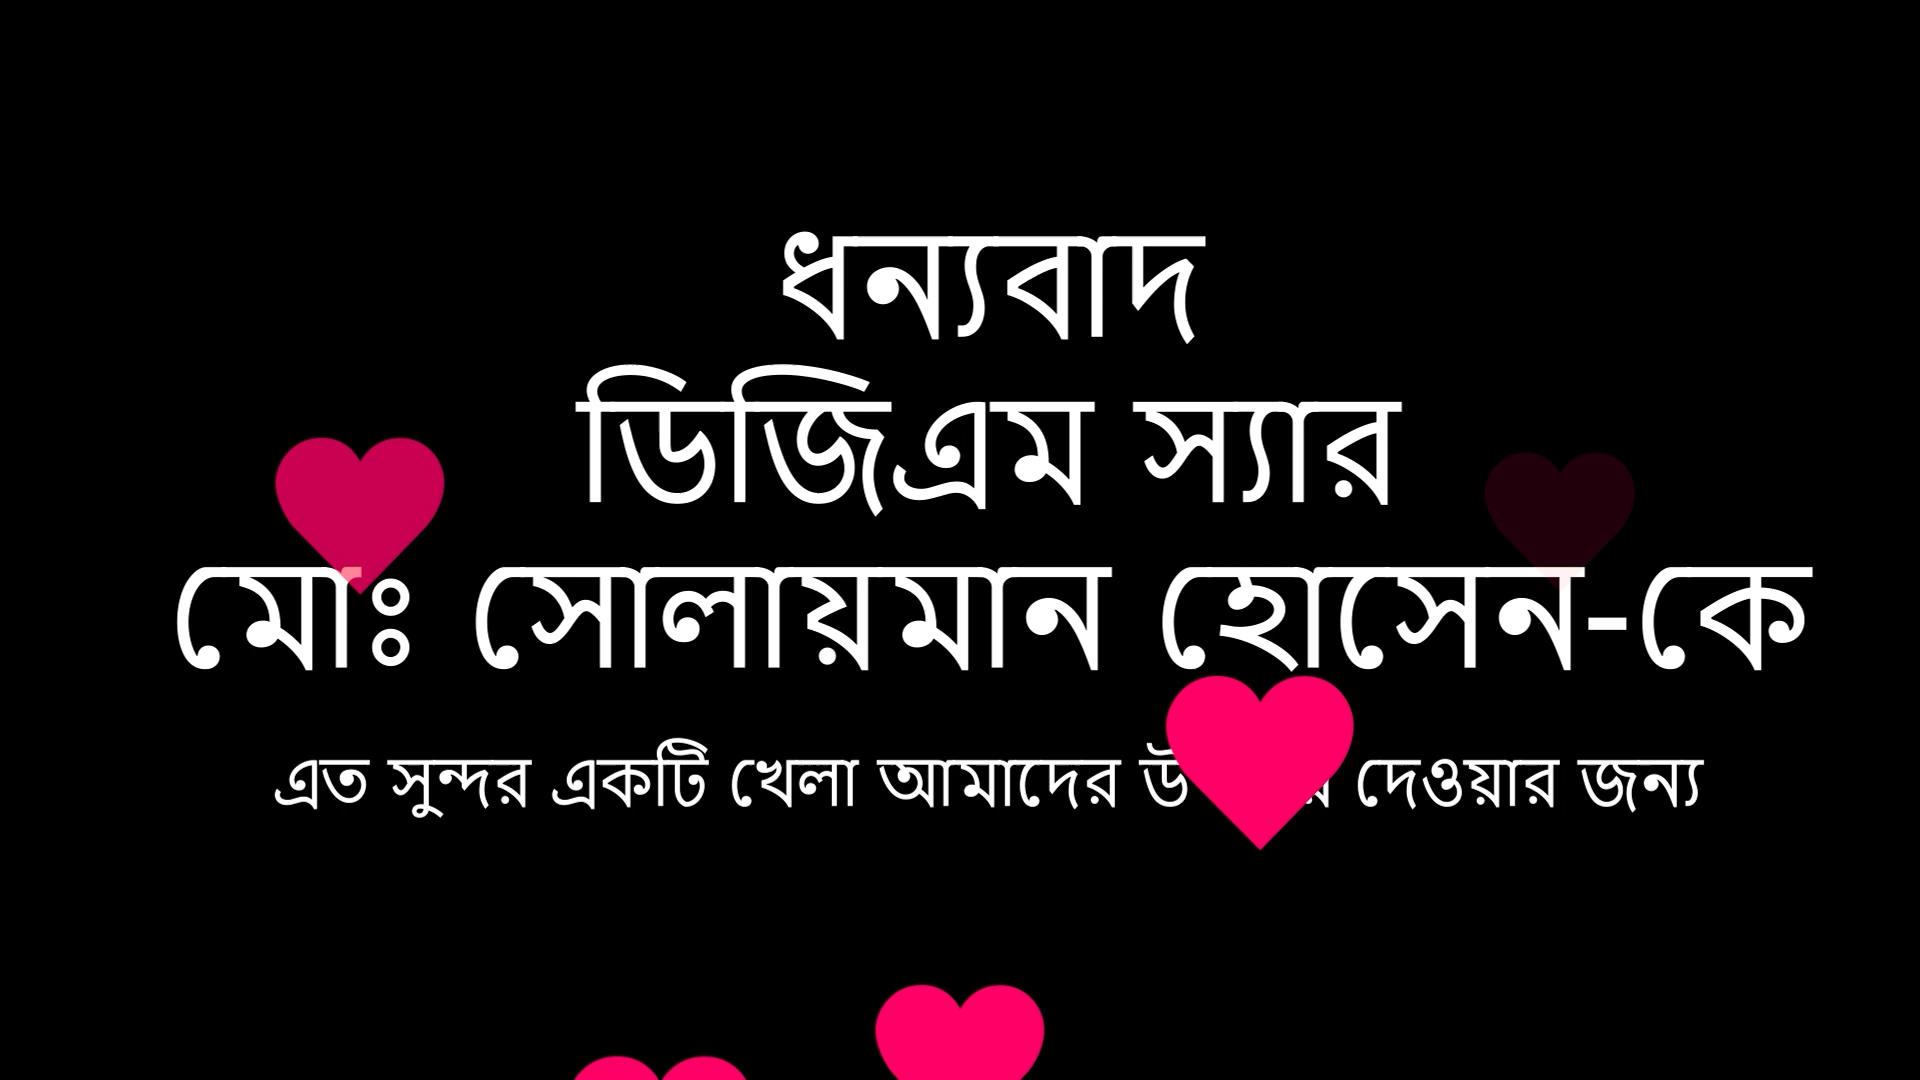 ধন্যবাদ
ডিজিএম স্যার
মোঃ সোলায়মান হোসেন-কে
এত সুন্দর একটি খেলা আমাদের দেওয়ার জন্য